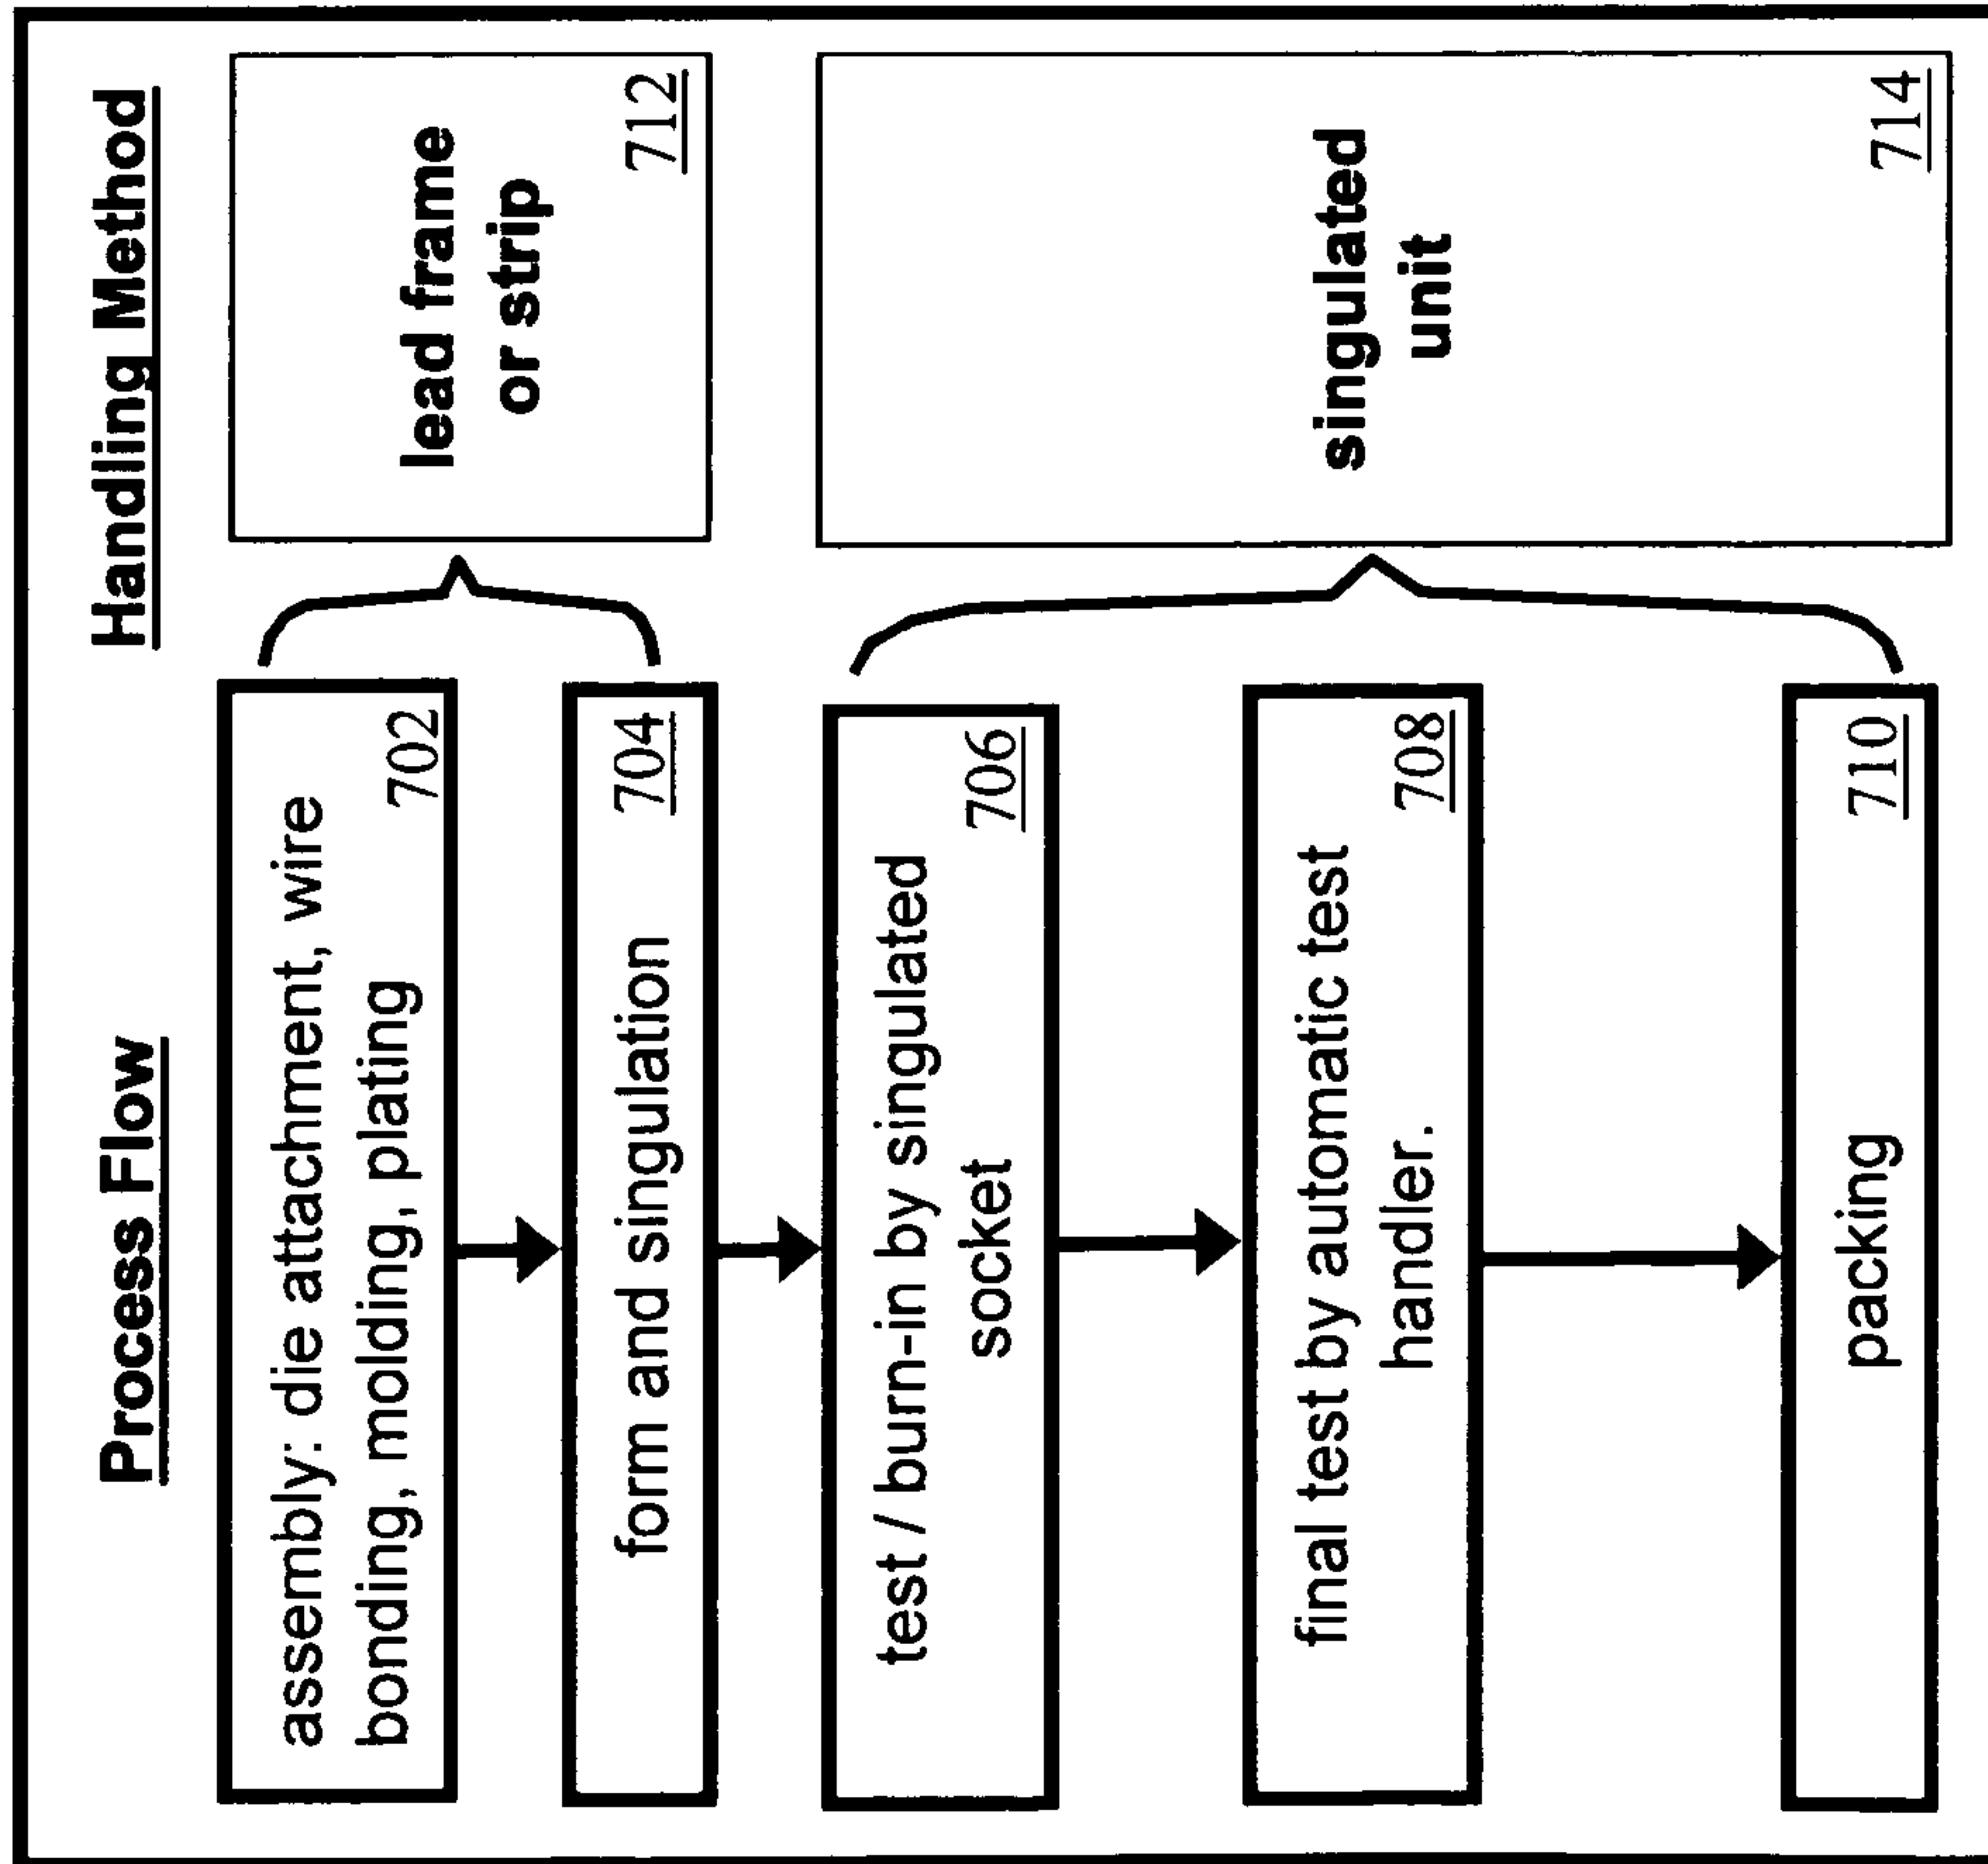 Process Flow
Handling Method
assembly: die attachment, wire
bonding, molding, plating
702
form and singulation
704
lead frame
or strip
712
test / burn-in by singulated
socket
706
final test by automatic test
handler.
708
packing
710
singulated
unit
714